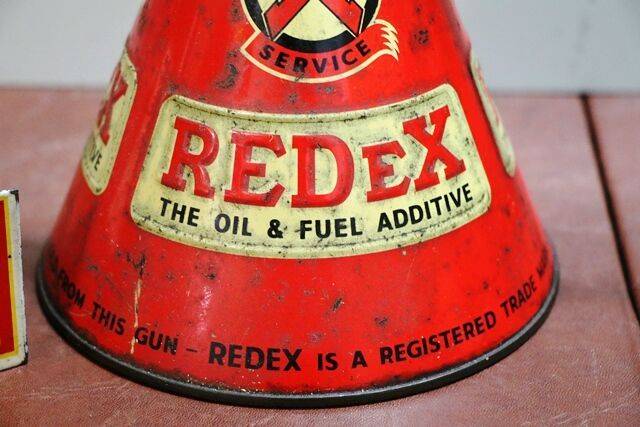 SERVICE
REDEX
THE OIL & FUEL ADDITIVE
FROM THIS GUN – REDEX IS A REGISTERED TRADE